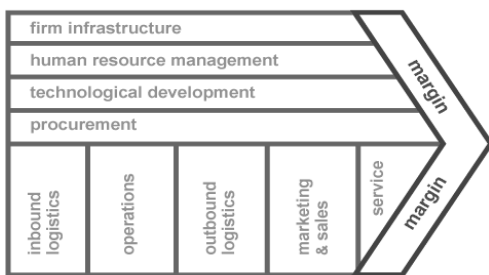 firm infrastructure
human resource management
technological development
procurement
margin
inbound
logistics
operations
outbound
logistics
marketing
& sales
service
margin